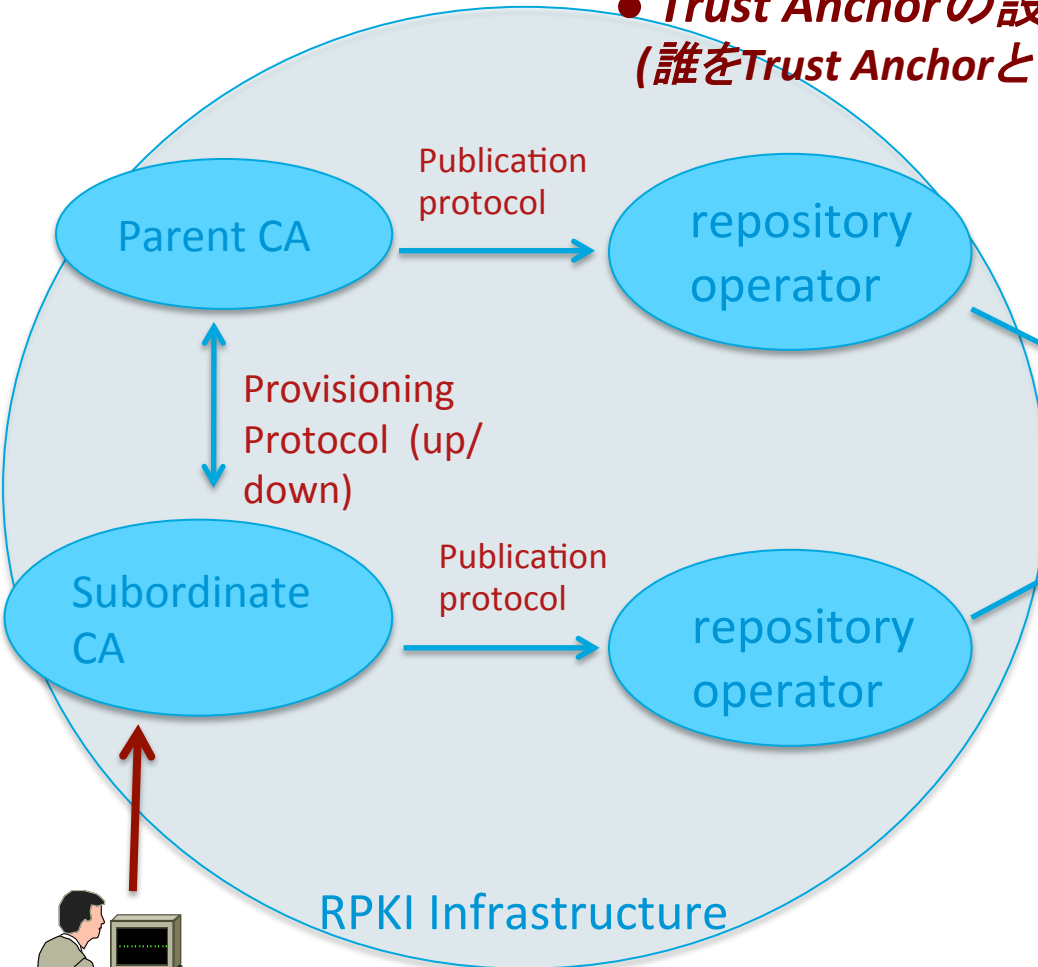 ● Trust Anchorの設
(誰をTrust Anchorと
Publication
protocol
Parent CA
repository
operator
Provisioning
Protocol (up/
down)
Publication
protocol
Subordinate
CA
repository
operator
RPKI Infrastructure